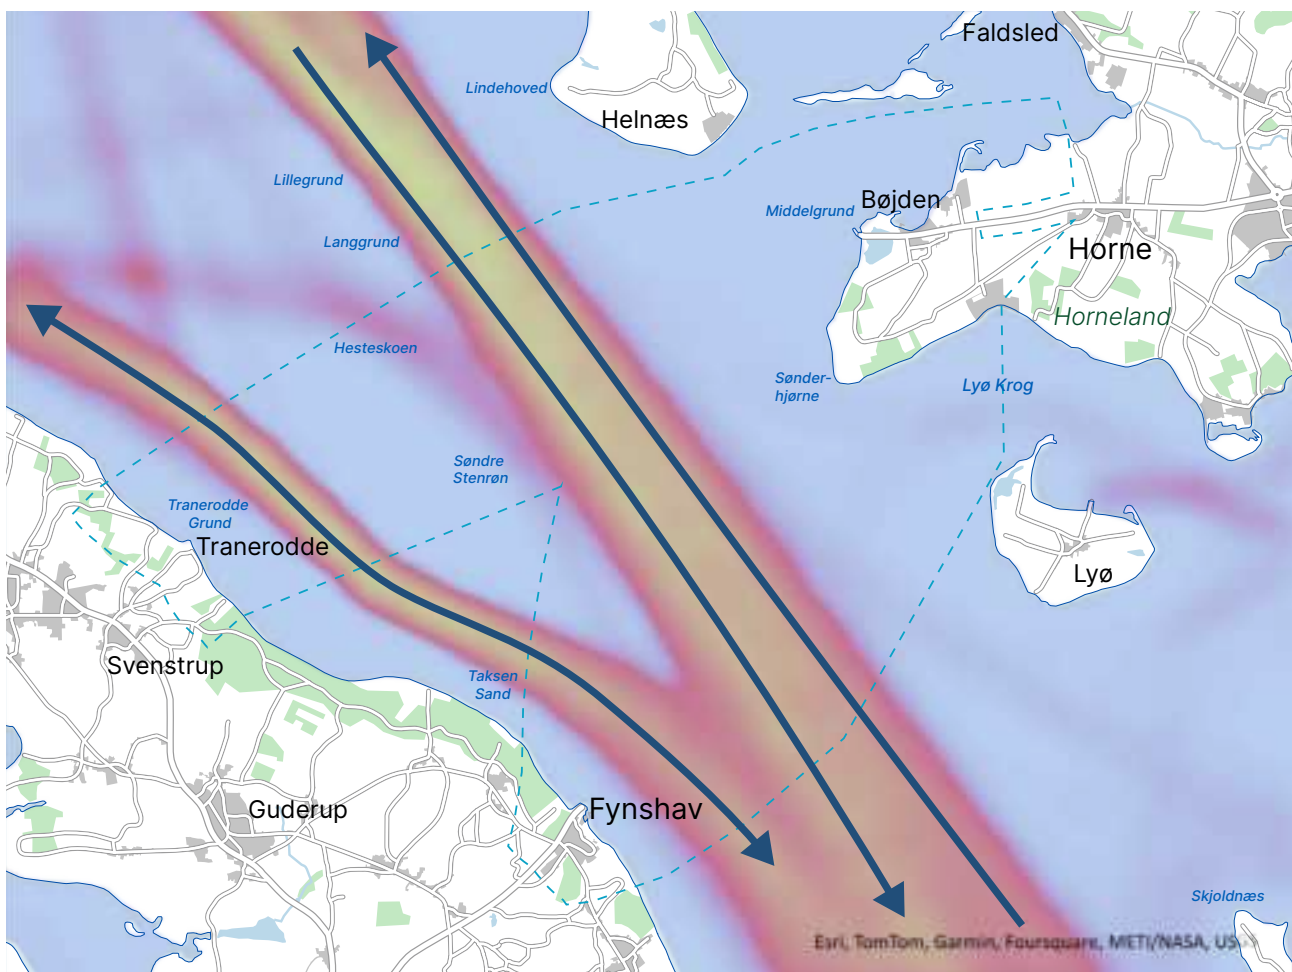 Faldsled
Lindehoved
Helnæs
Lillegrund
Bøjden
Middelgrund
Langgrund
Horne
Horneland
Hesteskoen
Sønder-
hjørne
Lyø Krog
Søndre
Stenrøn
Tranerodde
Grund
Tranerodde
Lyø
Svenstrup
Taksen
Sand
Guderup
Fynshav
Skjoldnæs
Esri, TomTom, Garmin, Foursquare, METI/NASA, US